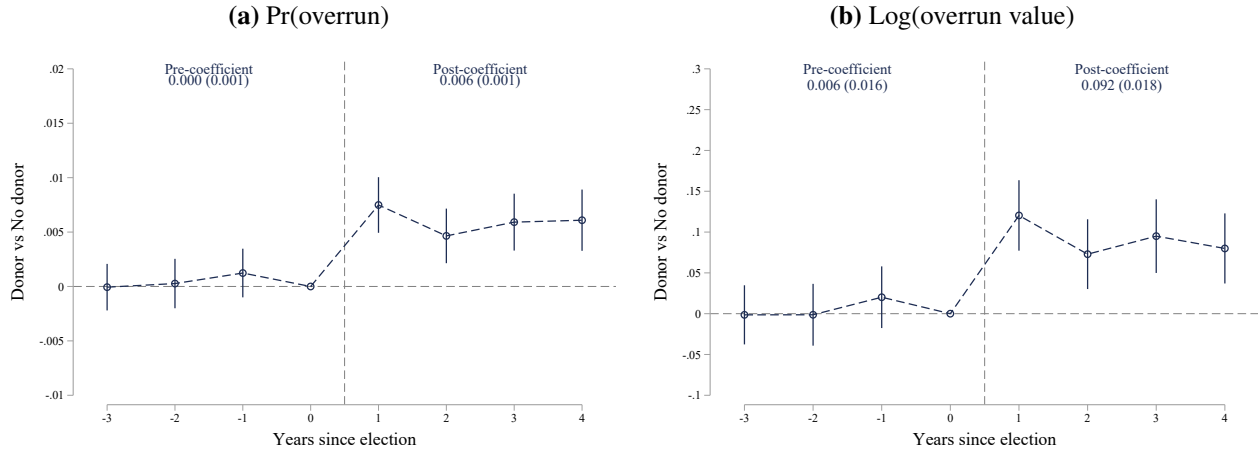 (a) Pr(overrun)
Pre-coefficient
0.000 (0.001)
Post-coefficient
0.006 (0.001)
Donor vs No donor
.02
.015
.01
.005
0
-.005
-.01
-3 -2 -1 0 1 2 3 4
Years since election
(b) Log(overrun value)
Pre-coefficient
0.006 (0.016)
Post-coefficient
0.092 (0.018)
Donor vs No donor
.3
.25
.2
.15
.1
.05
0
-.05
-.1
-3 -2 -1 0 1 2 3 4
Years since election